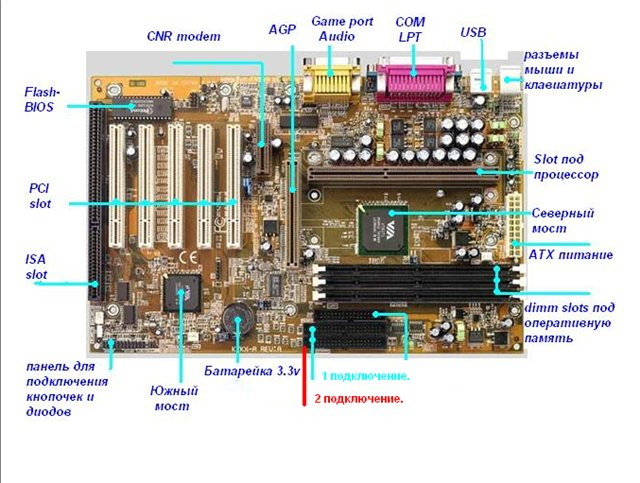 CNR modem
AGP
Game port
Audio
COM
LPT
USB
разъемы
мыши и
клавиатуры
Flash-
BIOS
Slot под
процессор
PCI
slot
Северный
мост
ISA
slot
ATX питание
VIA
dimm slots под
оперативную
память
панель для
подключения
кнопочек и
диодов
Южный
мост
Батарейка 3.3v
1 подключение.
2 подключение.